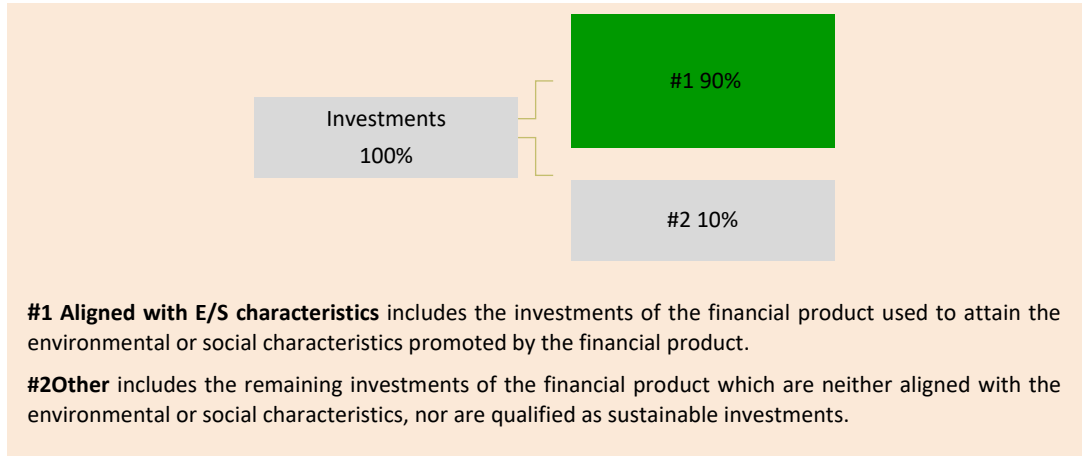 #1 90%
Investments
100%
#2 10%
#1 Aligned with E/S characteristics includes the investments of the financial product used to attain the
environmental or social characteristics promoted by the financial product.
#2Other includes the remaining investments of the financial product which are neither aligned with the
environmental or social characteristics, nor are qualified as sustainable investments.